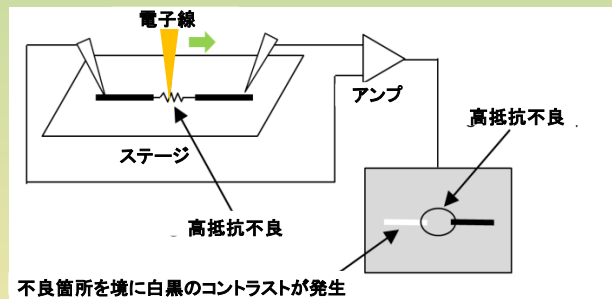 電子線
アンプ
高抵抗不良
ステージ
高抵抗不良
不良箇所を境に白黒のコントラストが発生